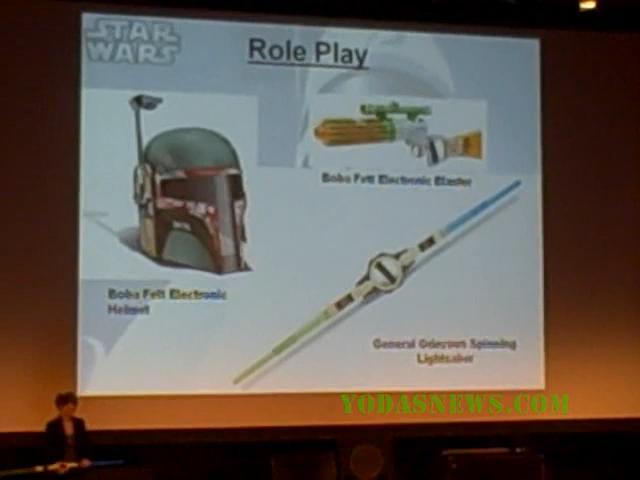 STAR
WARS
Role Play
Boba Fett Electronic Blaster
Boba Fett Electronic
Helmet
General Grievous Spinning
Lightsaber
YODASNEWS.COM